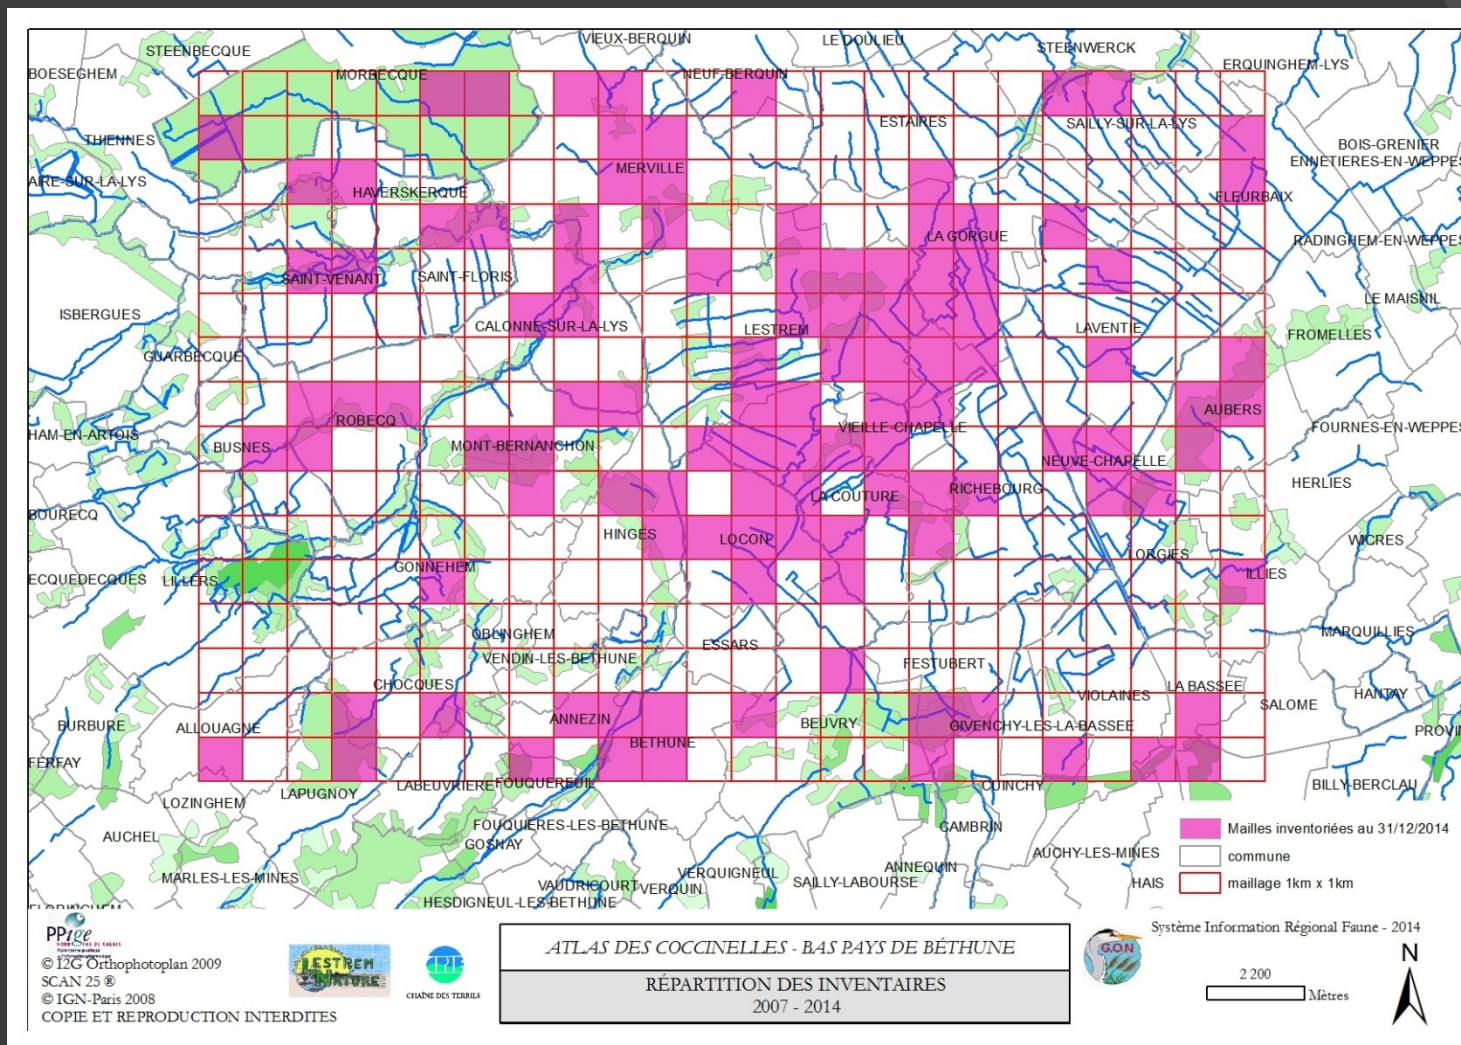 STEENBECQUE
VIEUX-BERQUIN
LE DOULIEU
STEENWERCK
BOESEGHEM
MORBECQUE
NEUF-BERQUIN
ERQUINGHEM-LYS
THIENNES
ESTAIRES
SAILLY-SUR-LA-LYS
BOIS-GRENIER
ENNETIERES-EN-WEPPES
AIRE-SUR-LA-LYS
HAVERSKERQUE
MERVILLE
FLEURBAIX
LA GORGUE
RADINGHEM-EN-WEPPES
SAINT-VENANT
SAINT-FLORIS
LE MAISNIL
ISBERGUES
CALONNE-SUR-LA-LYS
LESTREM
LAVENTIE
FROMELLES
GUARBECQUE
ROBECQ
AUBERS
HAM-EN-ARTOIS
BUSNES
MONT-BERNANCHON
VIEILLE-CHAPELLE
FOURNES-EN-WEPPES
NEUVE-CHAPELLE
BOURECQ
LA COUTURE
RICHEBOURG
HERLIES
HINGES
LOCON
WICRES
ECQUEDECQUES
LILLERS
GONNEHEM
LORGIES
ILLIES
OBLINGHEM
ESSARS
MARQUILLIES
VENDIN-LES-BETHUNE
FESTUBERT
CHOCQUES
VIOLAINES
LA BASSEE
HANTAY
BURBURE
ALLOUAGNE
ANNEZIN
BEUVRY
GIVENCHY-LES-LA-BASSEE
SALOME
PROVIN
FERFAY
BETHUNE
LABEUVRIERE
FOUQUEREUIL
CUINCHY
BILLY-BERCLAU
LOZINGHEM
LAPUGNOY
AUCHEL
FOUQUIERES-LES-BETHUNE
GOSNAY
CAMBRIN
MARLES-LES-MINES
VAUDRICOURT
VERQUIN
VERQUIGNEUL
SAILLY-LABOURSE
ANNEQUIN
AUCHY-LES-MINES
HAIS
HESDIGNEUL-LES-BETHUNE
Mailles inventoriées au 31/12/2014
commune
maillage 1km x 1km
PPige
© I2G Orthophotoplan 2009
SCAN 25 ®
© IGN-Paris 2008
COPIE ET REPRODUCTION INTERDITES
LESTREM
NATURE
CPIE
CHAÎNE DES TERRILS
ATLAS DES COCCINELLES - BAS PAYS DE BÉTHUNE
RÉPARTITION DES INVENTAIRES
2007 - 2014
G.O.N
Système Information Régional Faune - 2014
2 200
Mètres
N